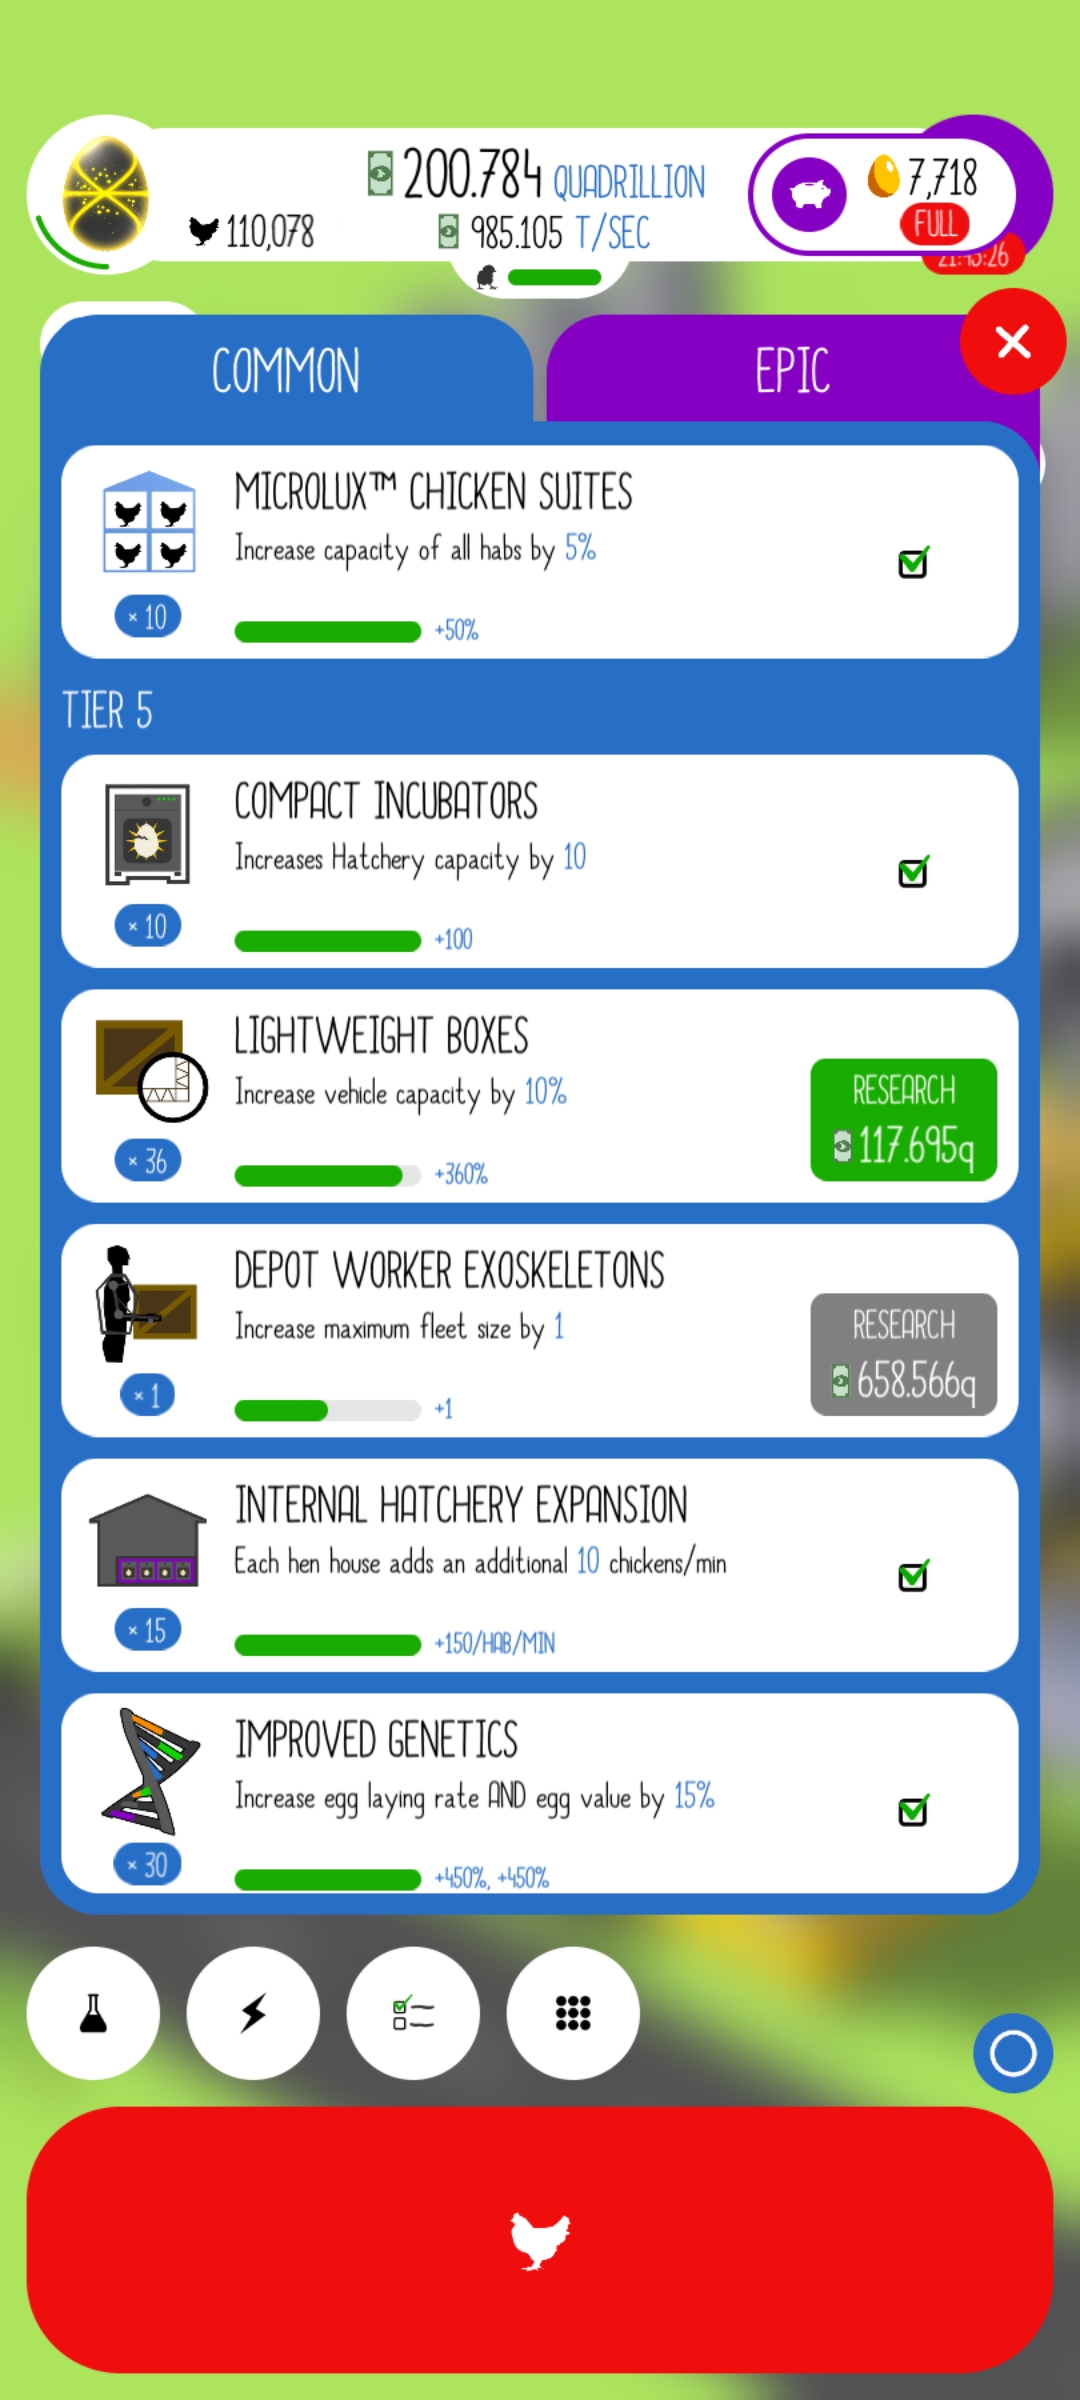 200.784 QUADRILLION
110,078
985.105 T/SEC
7,718
FULL
COMMON
EPIC
MICROLUX™ CHICKEN SUITES
Increase capacity of all habs by 5%
× 10
+50%
TIER 5
COMPACT INCUBATORS
Increases Hatchery capacity by 10
× 10
+100
LIGHTWEIGHT BOXES
Increase vehicle capacity by 10%
RESEARCH
117.695q
× 36
+360%
DEPOT WORKER EXOSKELETONS
Increase maximum fleet size by 1
RESEARCH
658.566q
× 1
+1
INTERNAL HATCHERY EXPANSION
Each hen house adds an additional 10 chickens/min
× 15
+150/HAB/MIN
IMPROVED GENETICS
Increase egg laying rate AND egg value by 15%
× 30
+450%, +450%